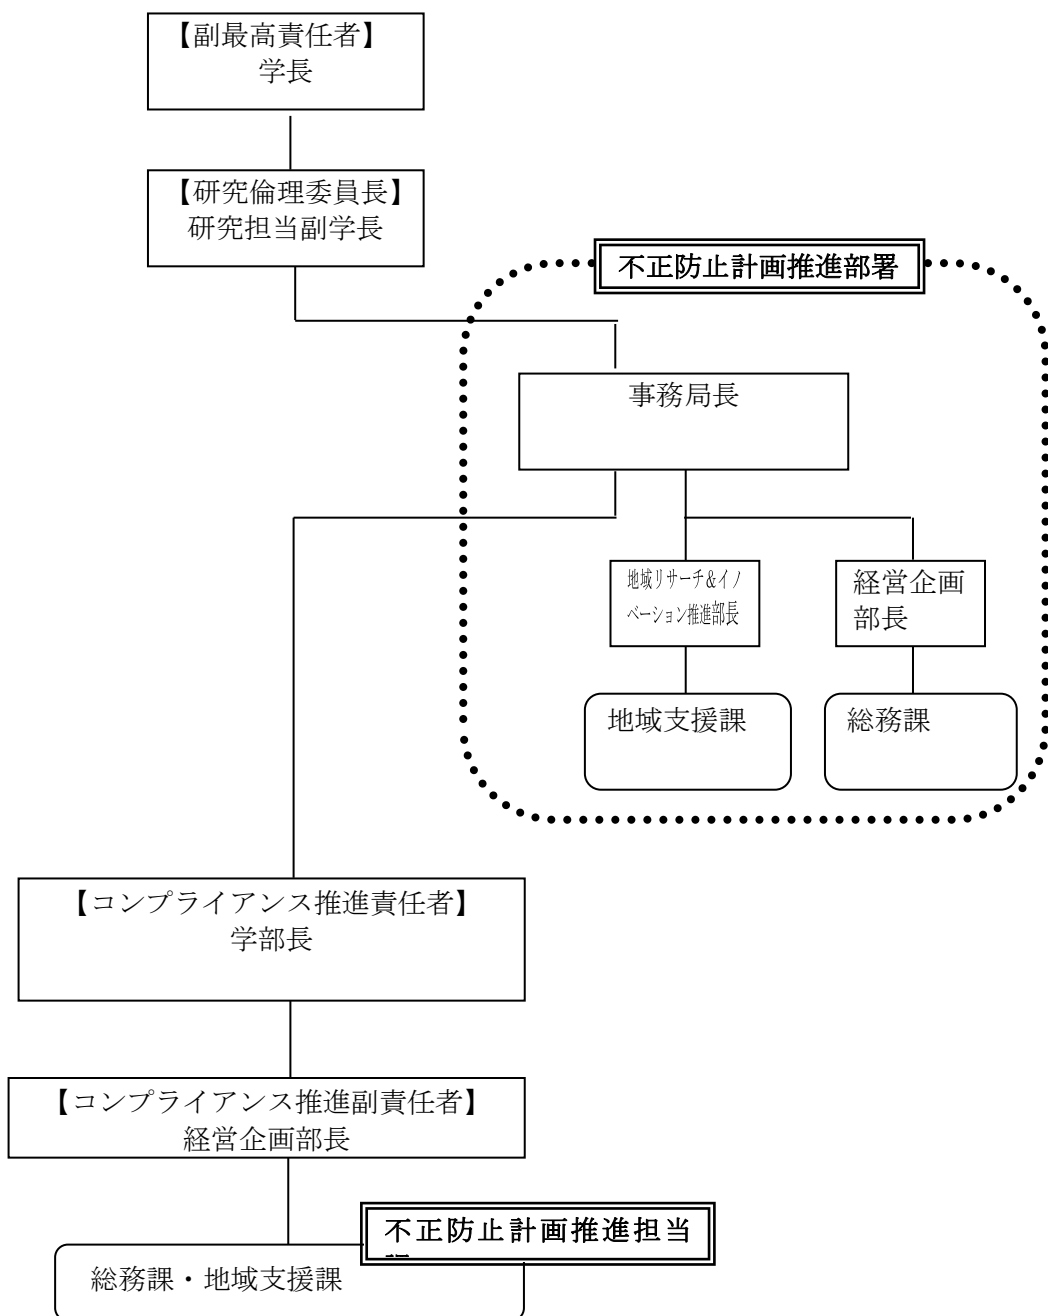 【副最高責任者】
学長
【研究倫理委員長】
研究担当副学長
不正防止計画推進部署
事務局長
地域リサーチ&イノ
ベーション推進部長
経営企画
部長
地域支援課
総務課
【コンプライアンス推進責任者】
学部長
【コンプライアンス推進副責任者】
経営企画部長
不正防止計画推進担当
総務課・地域支援課